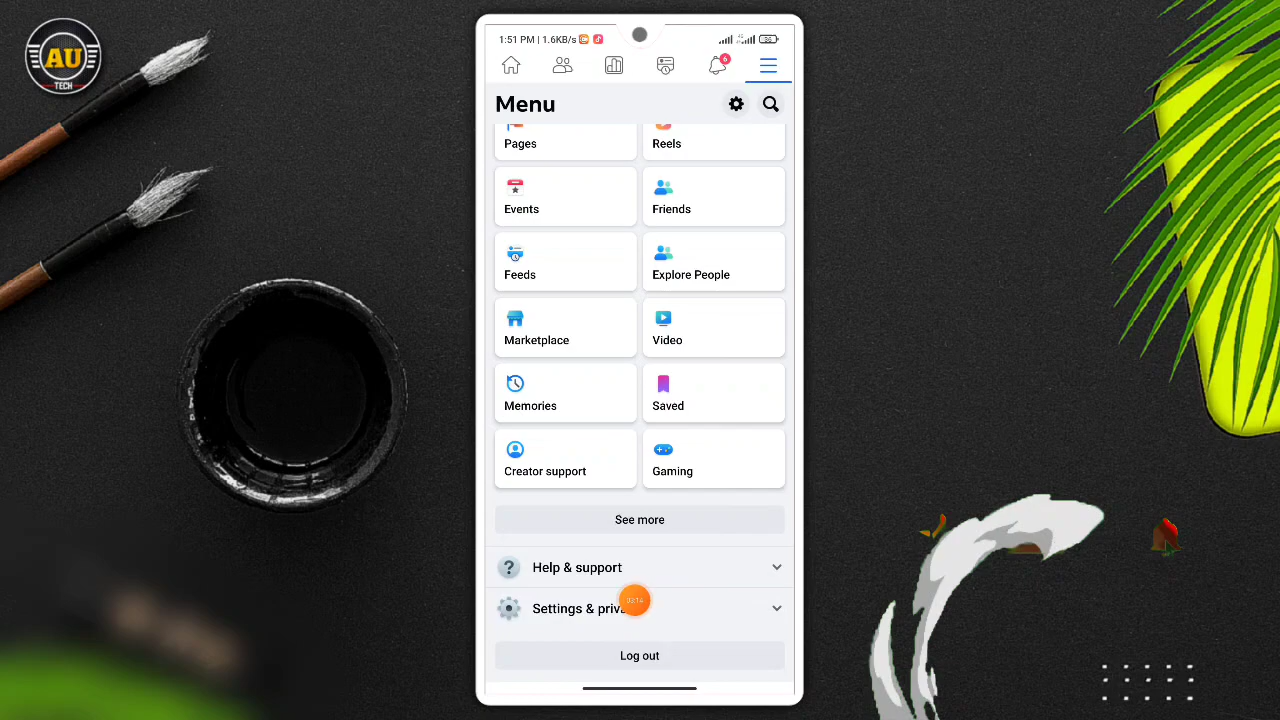 AU
TECH
1:51 PM | 1.6KB/s
6
Menu
Pages
Reels
Events
Friends
Feeds
Explore People
Marketplace
Video
Memories
Saved
Creator support
Gaming
See more
Help & support
Settings &
Log out